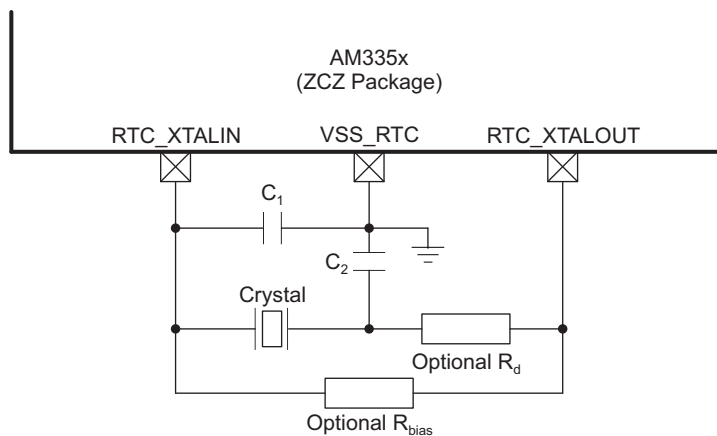 AM335x
(ZCZ Package)
RTC_XTALIN VSS_RTC RTC_XTALOUT
C1
C2
Crystal
Optional Rd
Optional Rbias